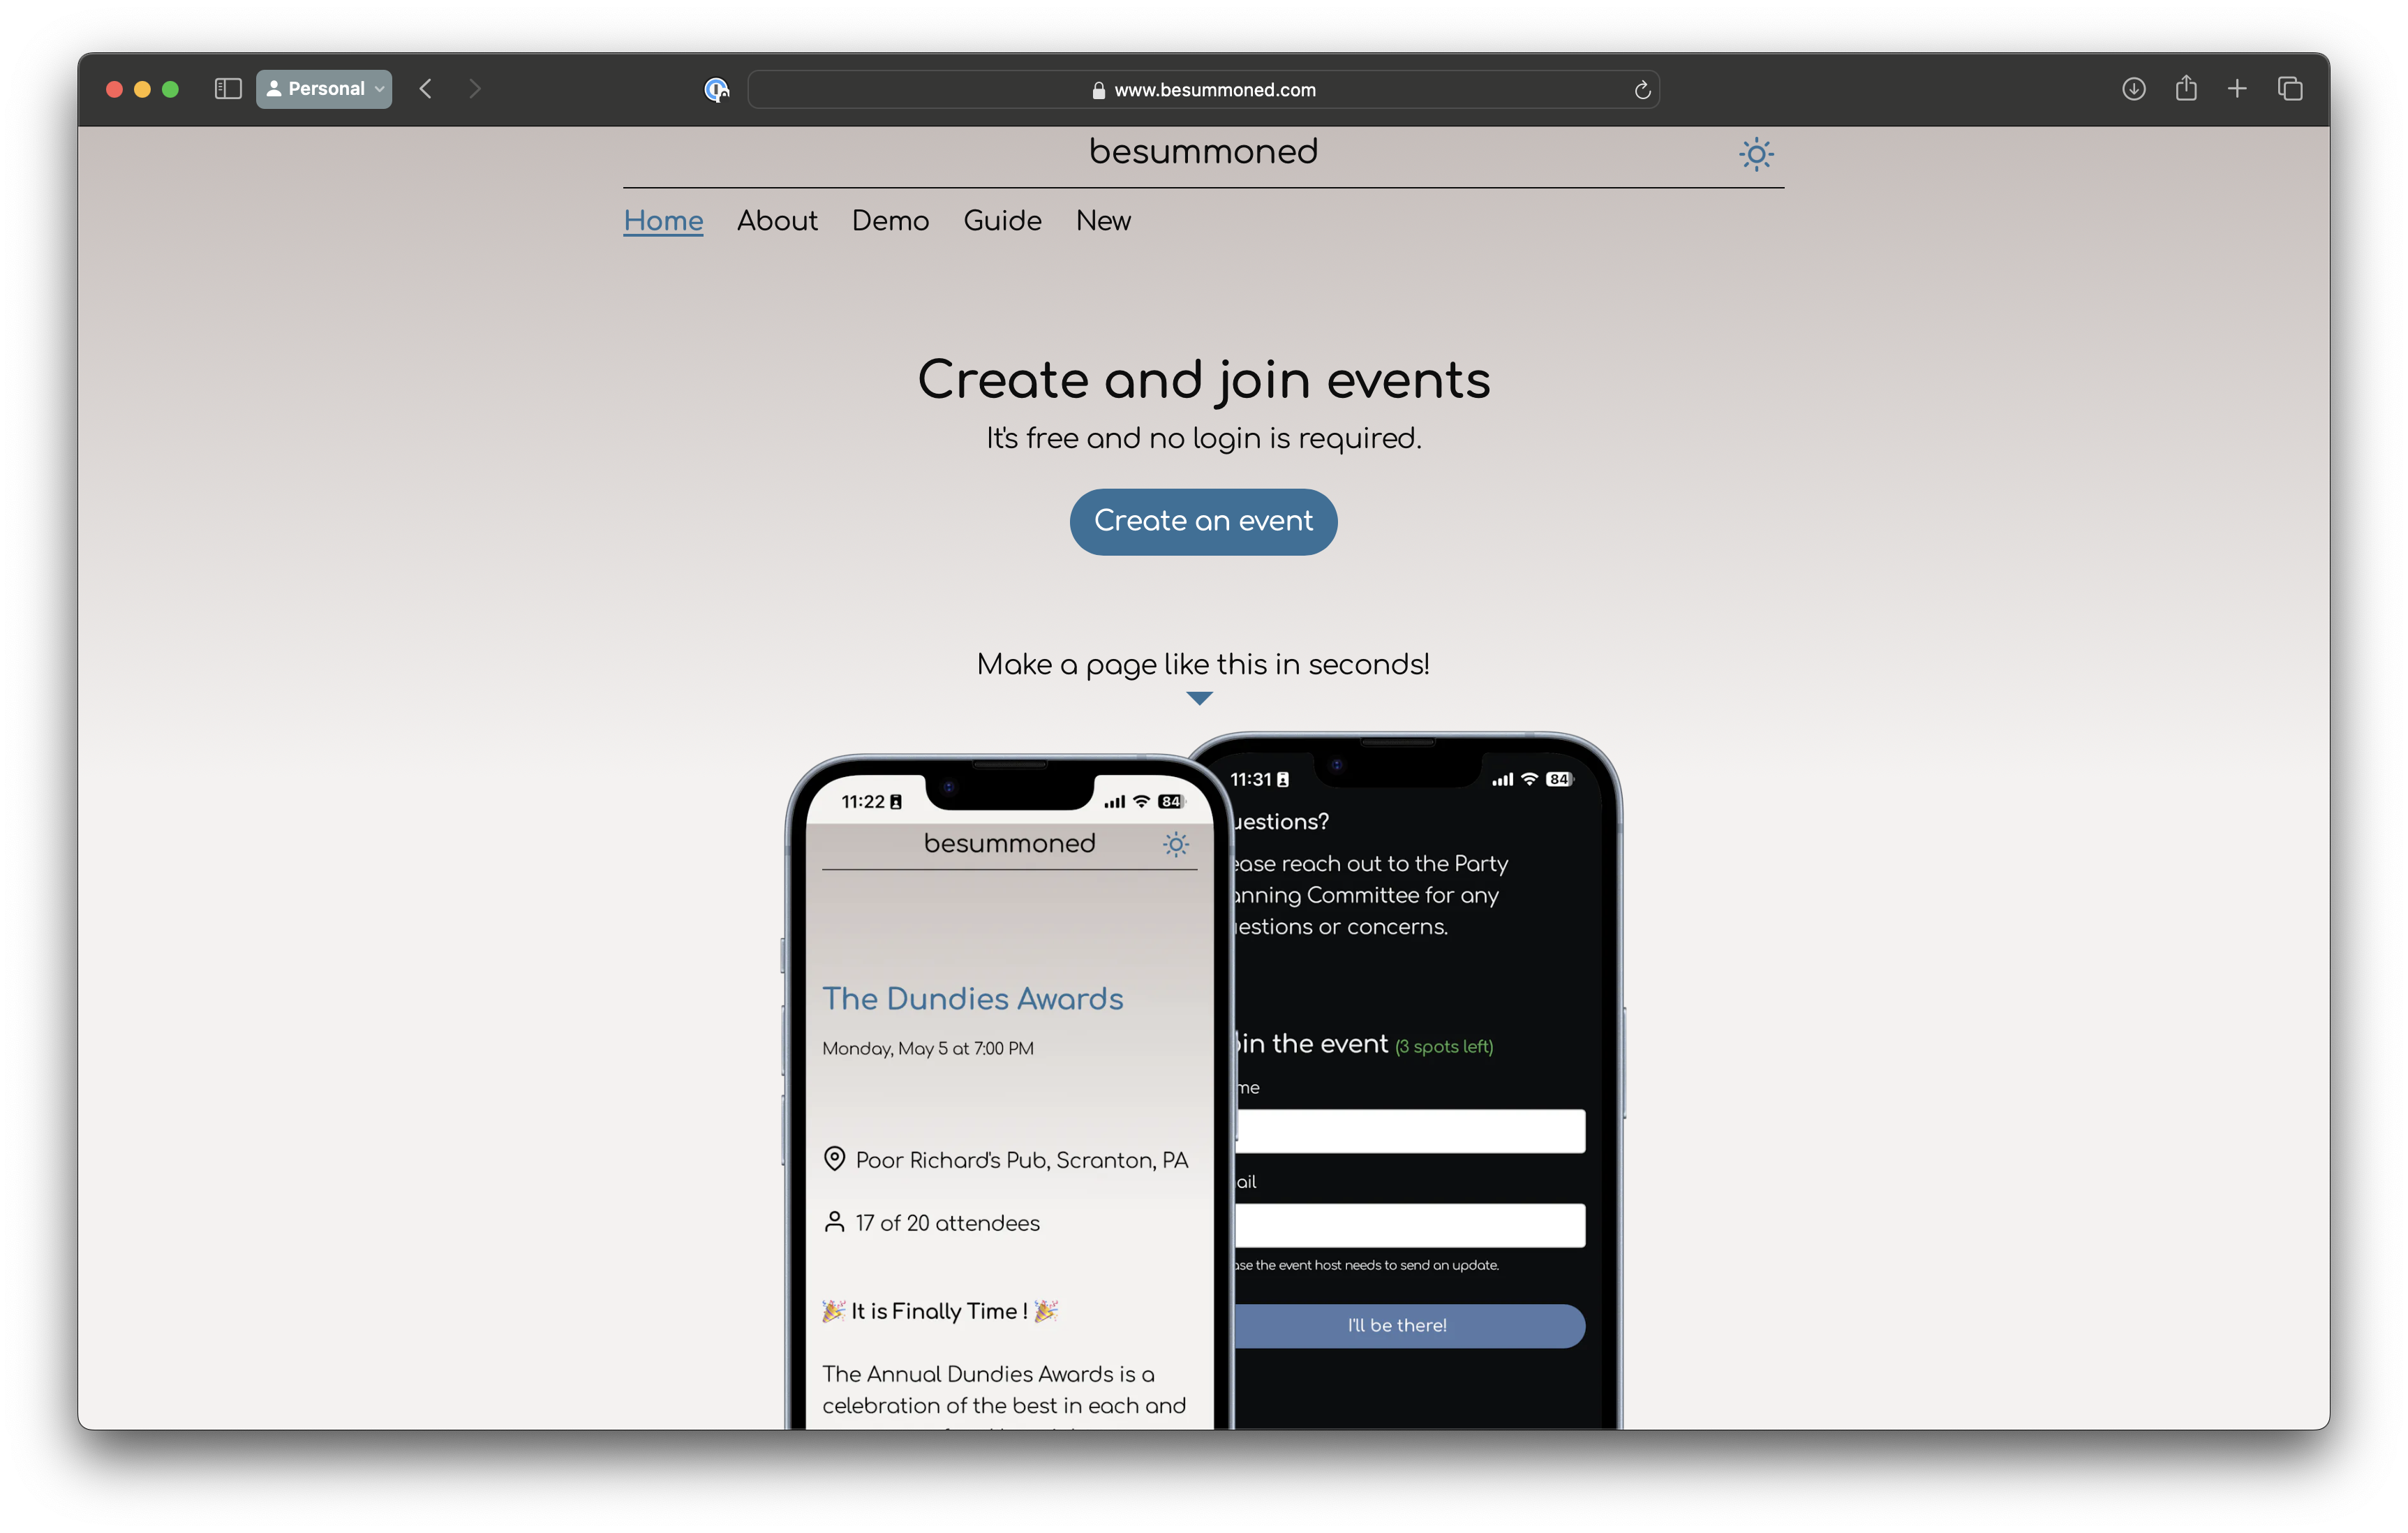 Personal
www.besummoned.com
besummoned
Home About Demo Guide New
Create and join events
It's free and no login is required.
Create an event
Make a page like this in seconds!
11:22
84
besummoned
The Dundies Awards
Monday, May 5 at 7:00 PM
Poor Richard's Pub, Scranton, PA
17 of 20 attendees
🎉 It is Finally Time ! 🎉
The Annual Dundies Awards is a
celebration of the best in each and
11:31
84
uestions?
ease reach out to the Party
anning Committee for any
uestions or concerns.
oin the event (3 spots left)
me
ail
ase the event host needs to send an update.
I'll be there!